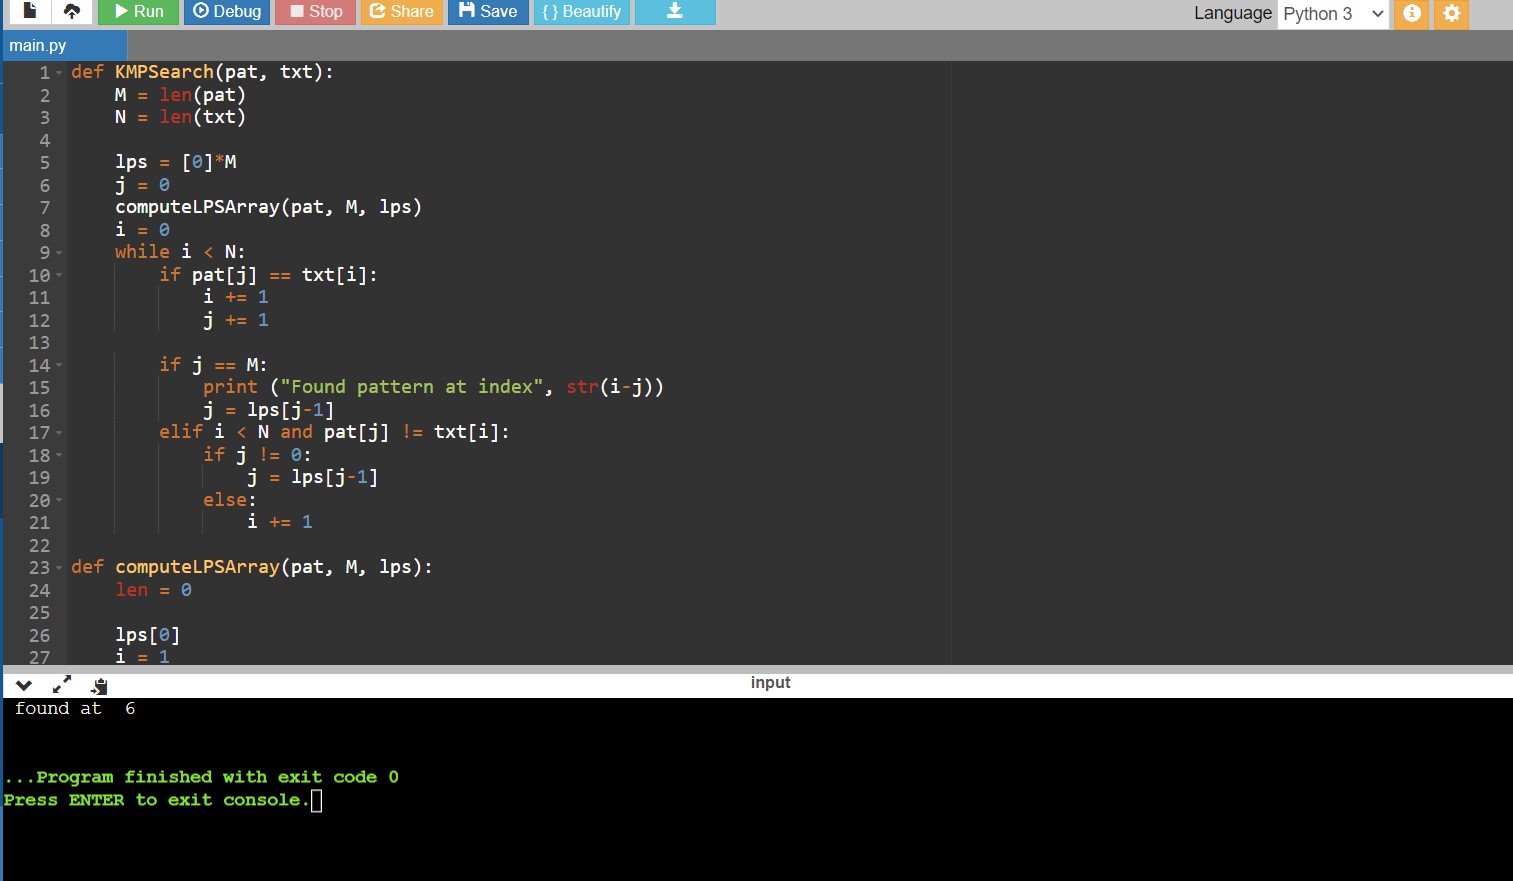 Run Debug Stop Share Save { } Beautify Language Python 3
main.py
1 def KMPSearch(pat, txt):
2     M = len(pat)
3     N = len(txt)
4
5     lps = [0]*M
6     j = 0
7     computeLPSArray(pat, M, lps)
8     i = 0
9     while i < N:
10         if pat[j] == txt[i]:
11             i += 1
12             j += 1
13
14         if j == M:
15             print ("Found pattern at index", str(i-j))
16             j = lps[j-1]
17         elif i < N and pat[j] != txt[i]:
18             if j != 0:
19                 j = lps[j-1]
20             else:
21                 i += 1
22
23 def computeLPSArray(pat, M, lps):
24     len = 0
25
26     lps[0]
27     i = 1
input
found at  6
...Program finished with exit code 0
Press ENTER to exit console.